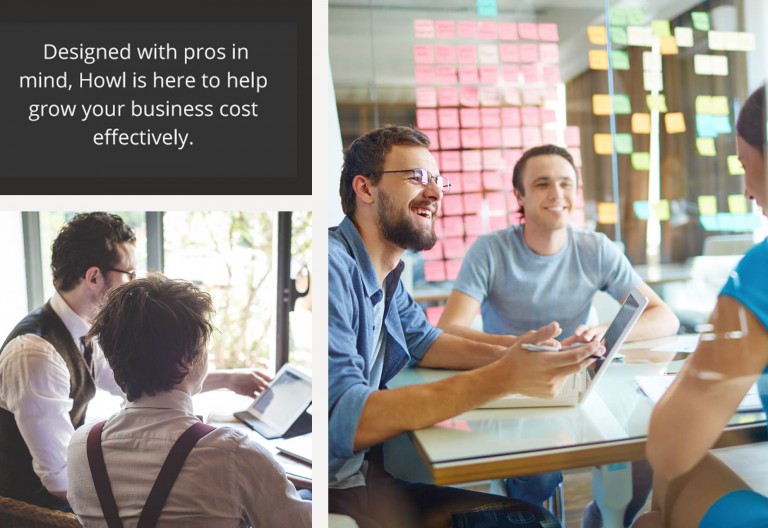 Designed with pros in
mind, Howl is here to help
grow your business cost
effectively.